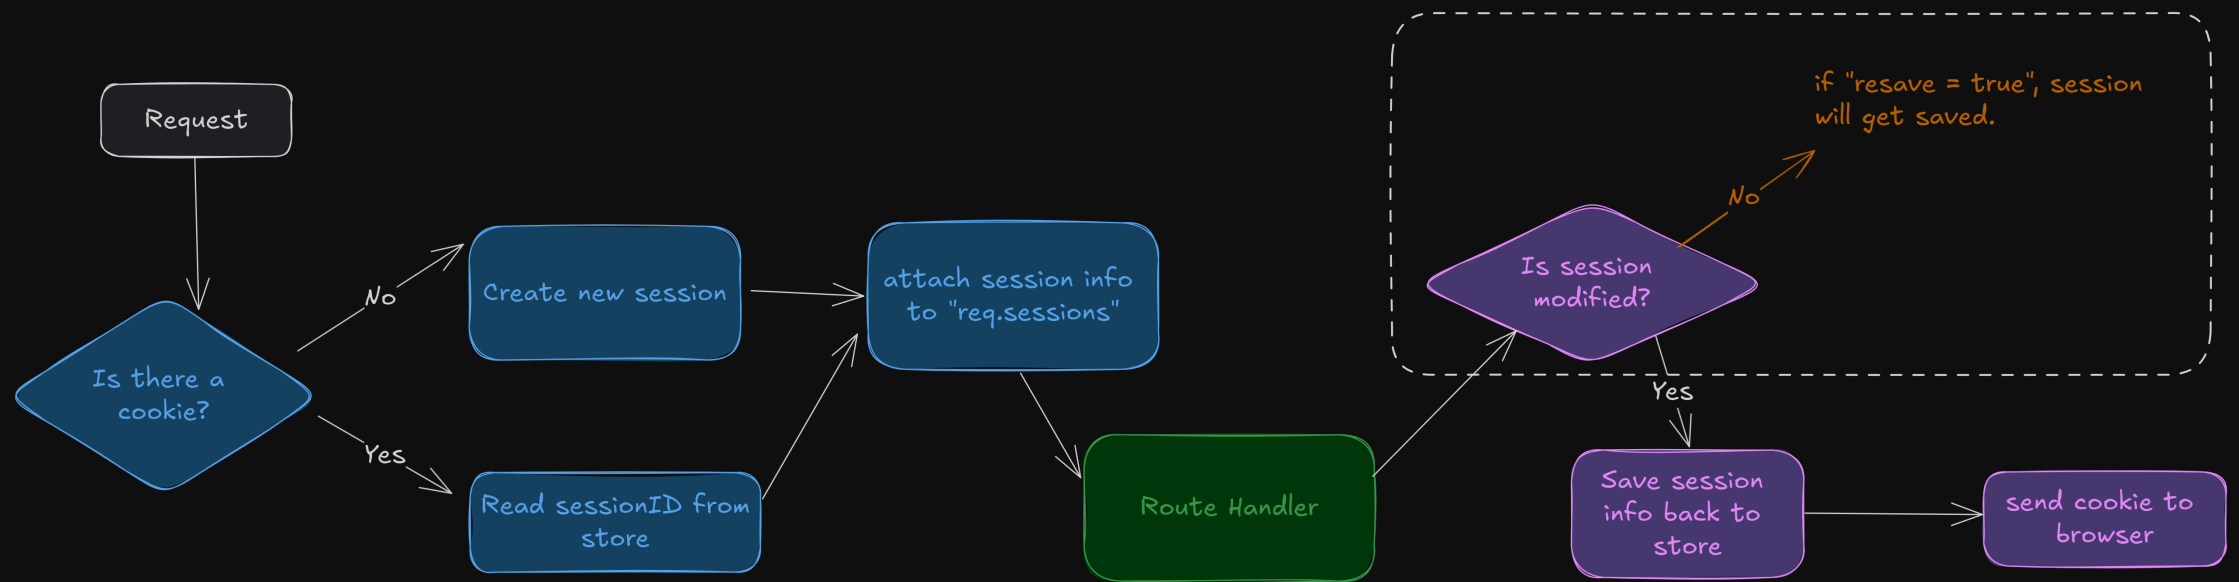 Request
Is there a
cookie?
No
Yes
Create new session
Read sessionID from
store
attach session info
to "req.sessions"
Route Handler
Is session
modified?
No
if "resave = true", session
will get saved.
Yes
Save session
info back to
store
send cookie to
browser